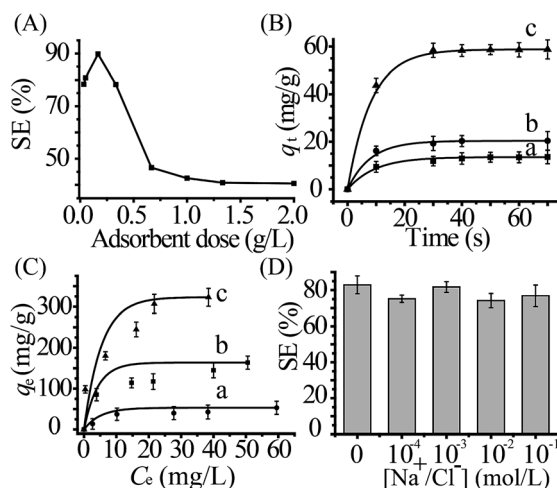 (A)
90
70
50
SE (%)
0.0 0.5 1.0 1.5 2.0
Adsorbent dose (g/L)
(B)
60
40
20
0
qt (mg/g)
c
b
a
0 20 40 60
Time (s)
(C)
300
200
100
0
qe (mg/g)
c
b
a
0 10 20 30 40 50 60
Ce (mg/L)
(D)
80
60
40
20
0
SE (%)
0 10-4 10-3 10-2 10-1
[Na+/Cl-] (mol/L)